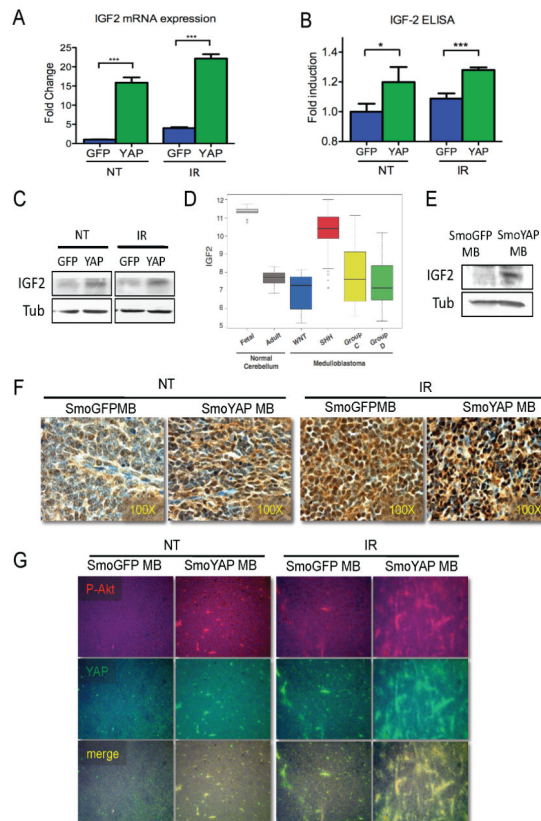 A
IGF2 mRNA expression
Fold Change
25
20
15
10
5
0
***
***
GFP YAP GFP YAP
NT IR
B
IGF-2 ELISA
Fold induction
1.4
1.2
1.0
0.8
*
***
GFP YAP GFP YAP
NT IR
C
NT IR
GFP YAP GFP YAP
IGF2
Tub
D
IGF2
12
11
10
9
8
7
6
5
Fetal
Adult
WNT
SHH
Group C
Group D
Normal Cerebellum
Medulloblastoma
E
SmoGFP MB
SmoYAP MB
IGF2
Tub
F
NT IR
SmoGFPMB SmoYAP MB SmoGFPMB SmoYAP MB
100X 100X 100X 100X
G
NT IR
SmoGFP MB SmoYAP MB SmoGFP MB SmoYAP MB
P-Akt
YAP
merge